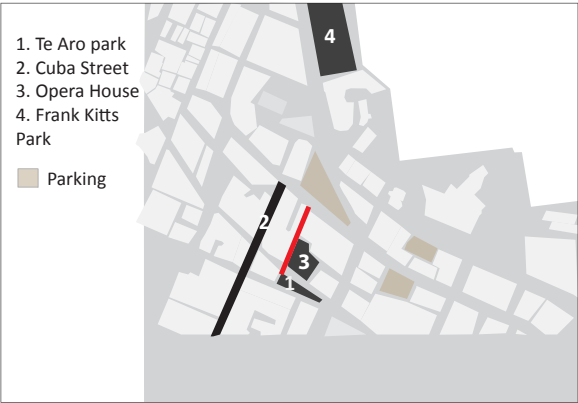 1. Te Aro park
2. Cuba Street
3. Opera House
4. Frank Kitts
Park
Parking
4
2
3
1